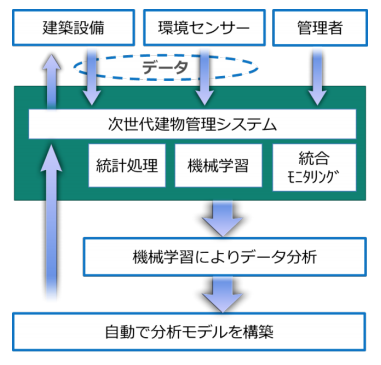 建築設備
環境センサー
管理者
データ
次世代建物管理システム
統計処理
機械学習
統合
ﾓﾆﾀﾘﾝｸﾞ
機械学習によりデータ分析
自動で分析モデルを構築